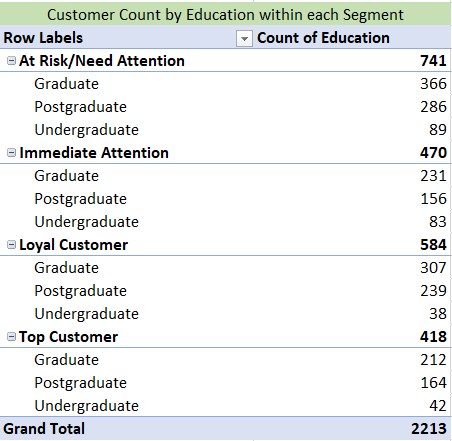 Customer Count by Education within each Segment
Row Labels Count of Education
At Risk/Need Attention 741
Graduate 366
Postgraduate 286
Undergraduate 89
Immediate Attention 470
Graduate 231
Postgraduate 156
Undergraduate 83
Loyal Customer 584
Graduate 307
Postgraduate 239
Undergraduate 38
Top Customer 418
Graduate 212
Postgraduate 164
Undergraduate 42
Grand Total 2213